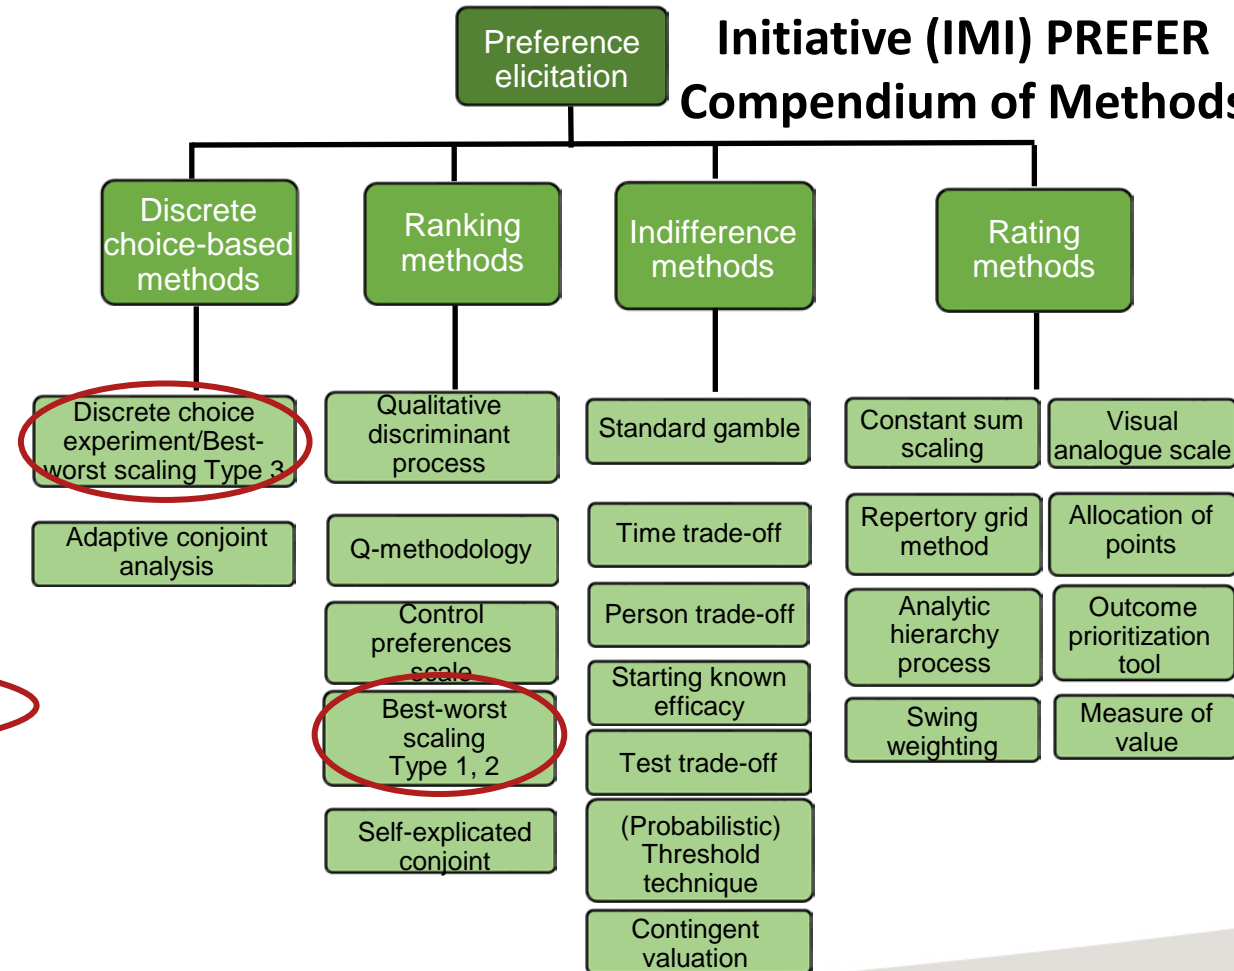 Initiative (IMI) PREFER
Compendium of Methods
Preference
elicitation
Discrete
choice-based
methods
Ranking
methods
Indifference
methods
Rating
methods
Discrete choice
experiment/Best-
worst scaling Type 3
Adaptive conjoint
analysis
Qualitative
discriminant
process
Q-methodology
Control
preferences
scale
Best-worst
scaling
Type 1, 2
Self-explicated
conjoint
Standard gamble
Time trade-off
Person trade-off
Starting known
efficacy
Test trade-off
(Probabilistic)
Threshold
technique
Contingent
valuation
Constant sum
scaling
Repertory grid
method
Analytic
hierarchy
process
Swing
weighting
Visual
analogue scale
Allocation of
points
Outcome
prioritization
tool
Measure of
value